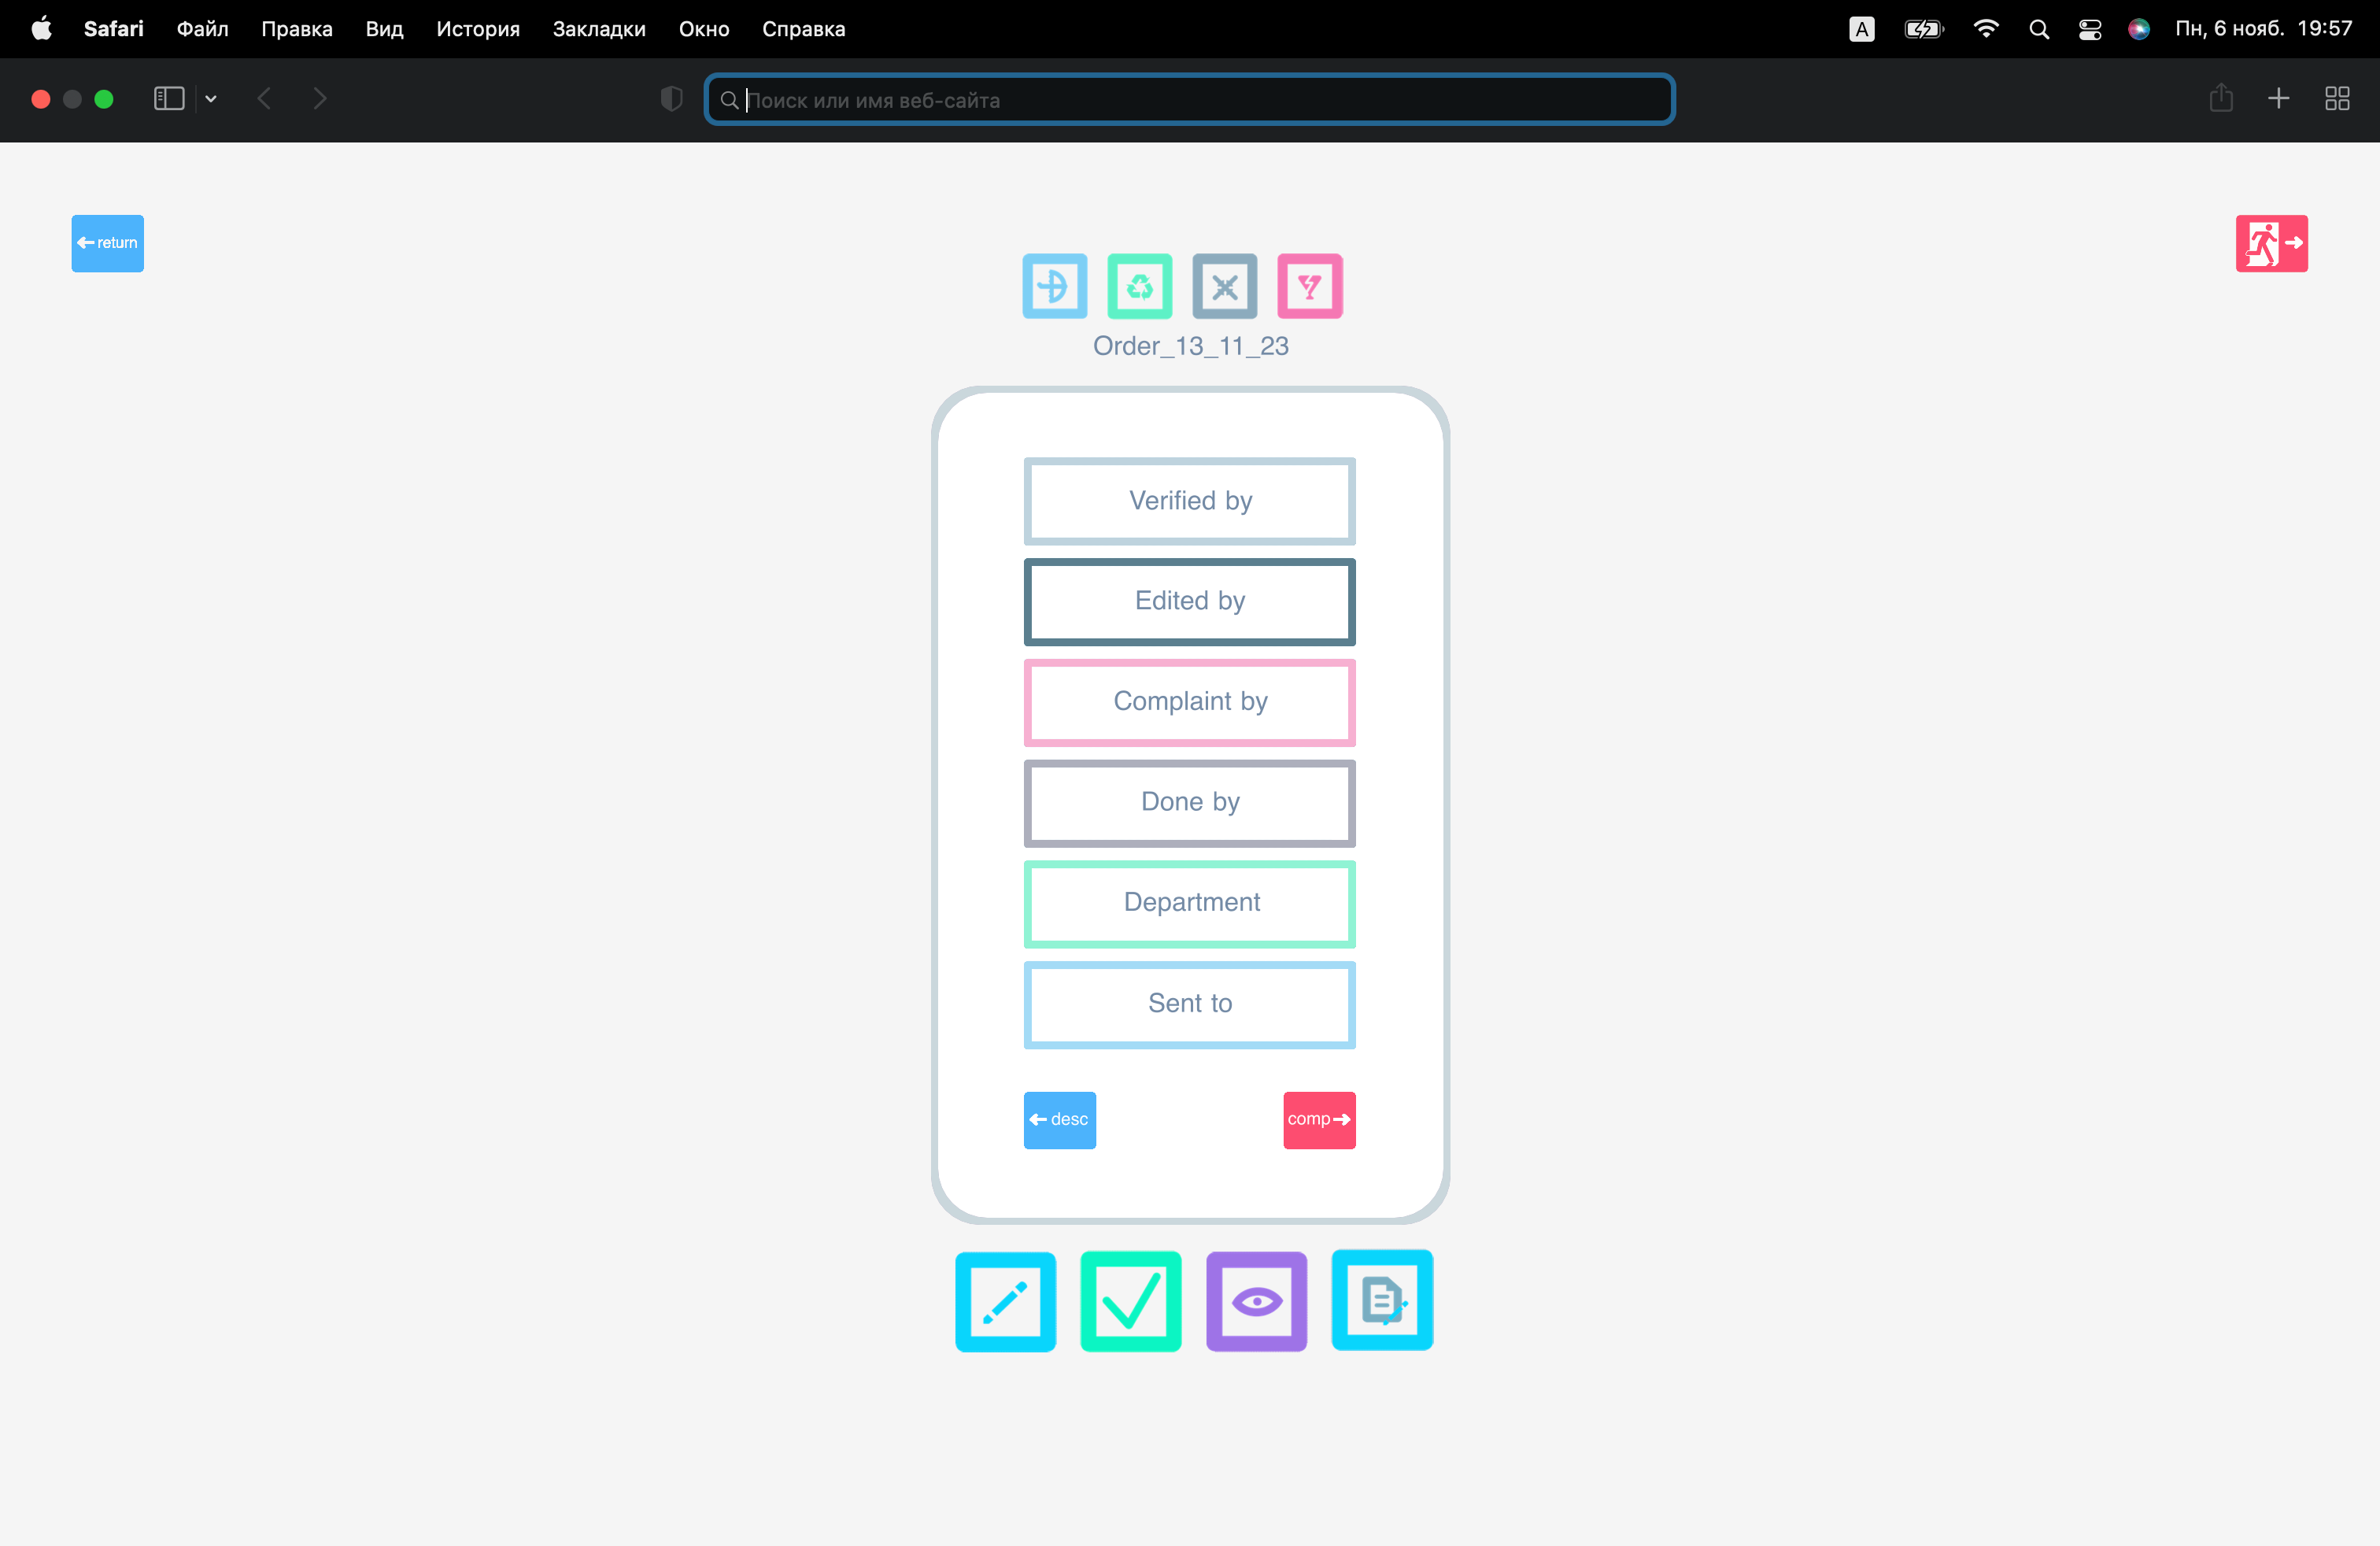 Safari Файл Правка Вид История Закладки Окно Справка A Пн, 6 нояб. 19:57
Поиск или имя веб-сайта
return
Order_13_11_23
Verified by
Edited by
Complaint by
Done by
Department
Sent to
desc
comp